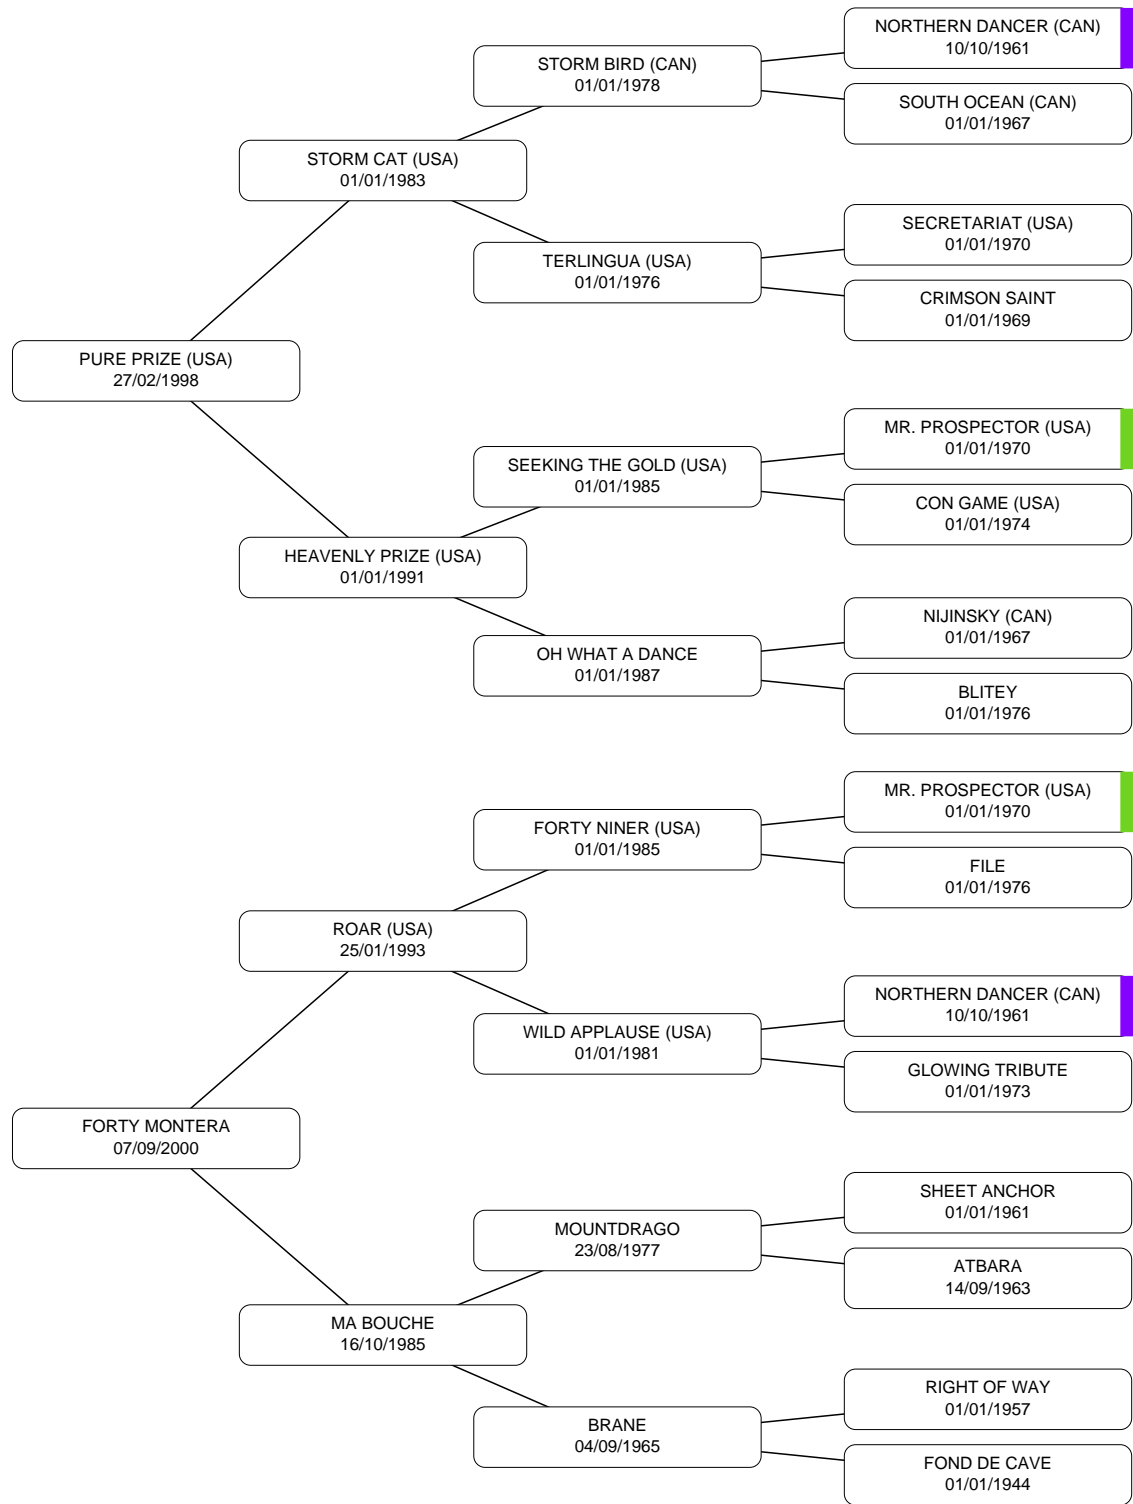 NORTHERN DANCER (CAN)
10/10/1961
STORM BIRD (CAN)
01/01/1978
SOUTH OCEAN (CAN)
01/01/1967
STORM CAT (USA)
01/01/1983
SECRETARIAT (USA)
01/01/1970
TERLINGUA (USA)
01/01/1976
CRIMSON SAINT
01/01/1969
PURE PRIZE (USA)
27/02/1998
MR. PROSPECTOR (USA)
01/01/1970
SEEKING THE GOLD (USA)
01/01/1985
CON GAME (USA)
01/01/1974
HEAVENLY PRIZE (USA)
01/01/1991
NIJINSKY (CAN)
01/01/1967
OH WHAT A DANCE
01/01/1987
BLITEY
01/01/1976
MR. PROSPECTOR (USA)
01/01/1970
FORTY NINER (USA)
01/01/1985
FILE
01/01/1976
ROAR (USA)
25/01/1993
NORTHERN DANCER (CAN)
10/10/1961
WILD APPLAUSE (USA)
01/01/1981
GLOWING TRIBUTE
01/01/1973
FORTY MONTERA
07/09/2000
SHEET ANCHOR
01/01/1961
MOUNTDRAGO
23/08/1977
ATBARA
14/09/1963
MA BOUCHE
16/10/1985
RIGHT OF WAY
01/01/1957
BRANE
04/09/1965
FOND DE CAVE
01/01/1944